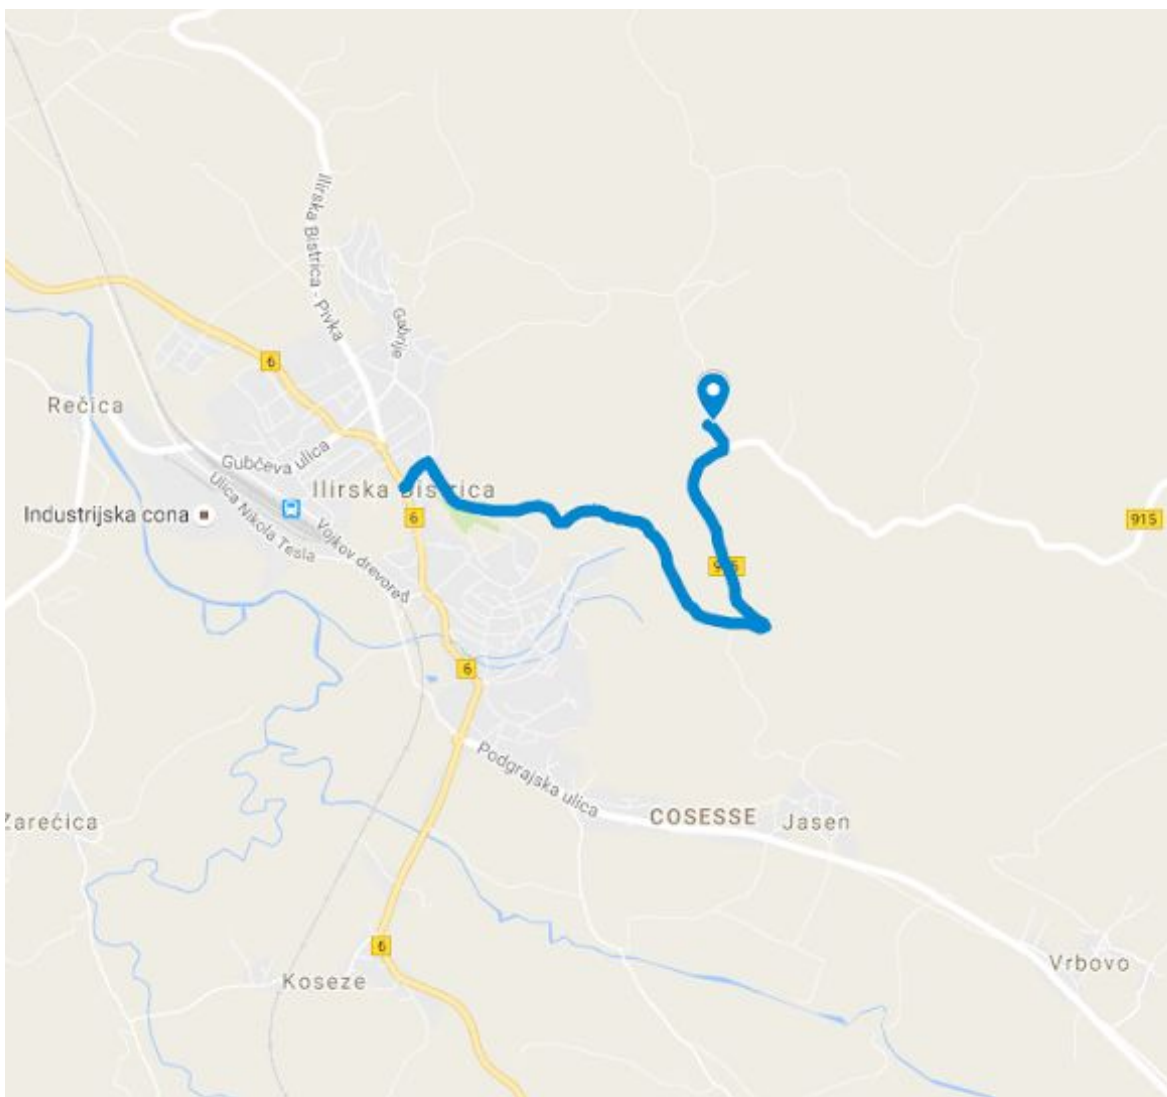 Ilirska Bistrica - Pivka
Gabrije
6
Rečica
Gubčeva ulica
Ilirska Bistrica
Ulica Nikola Tesla
Industrijska cona
6
915
Vojkov drevored
915
6
Podgrajska ulica
COSESSE
Jasen
Zarečica
6
Koseze
Vrbovo